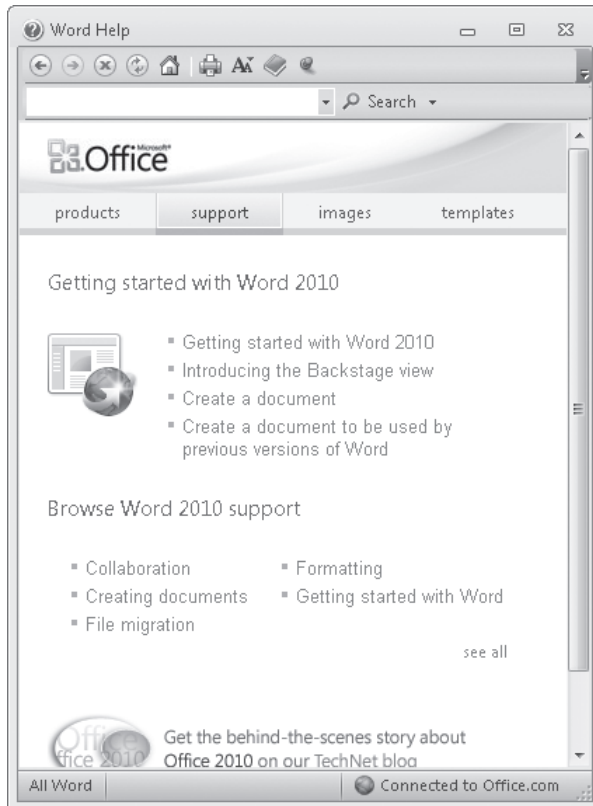 Word Help
Search
Microsoft®
Office
products support images templates
Getting started with Word 2010
Getting started with Word 2010
Introducing the Backstage view
Create a document
Create a document to be used by
previous versions of Word
Browse Word 2010 support
Collaboration
Creating documents
File migration
Formatting
Getting started with Word
see all
Office
ffice 2010
Get the behind-the-scenes story about
Office 2010 on our TechNet blog
All Word
Connected to Office.com